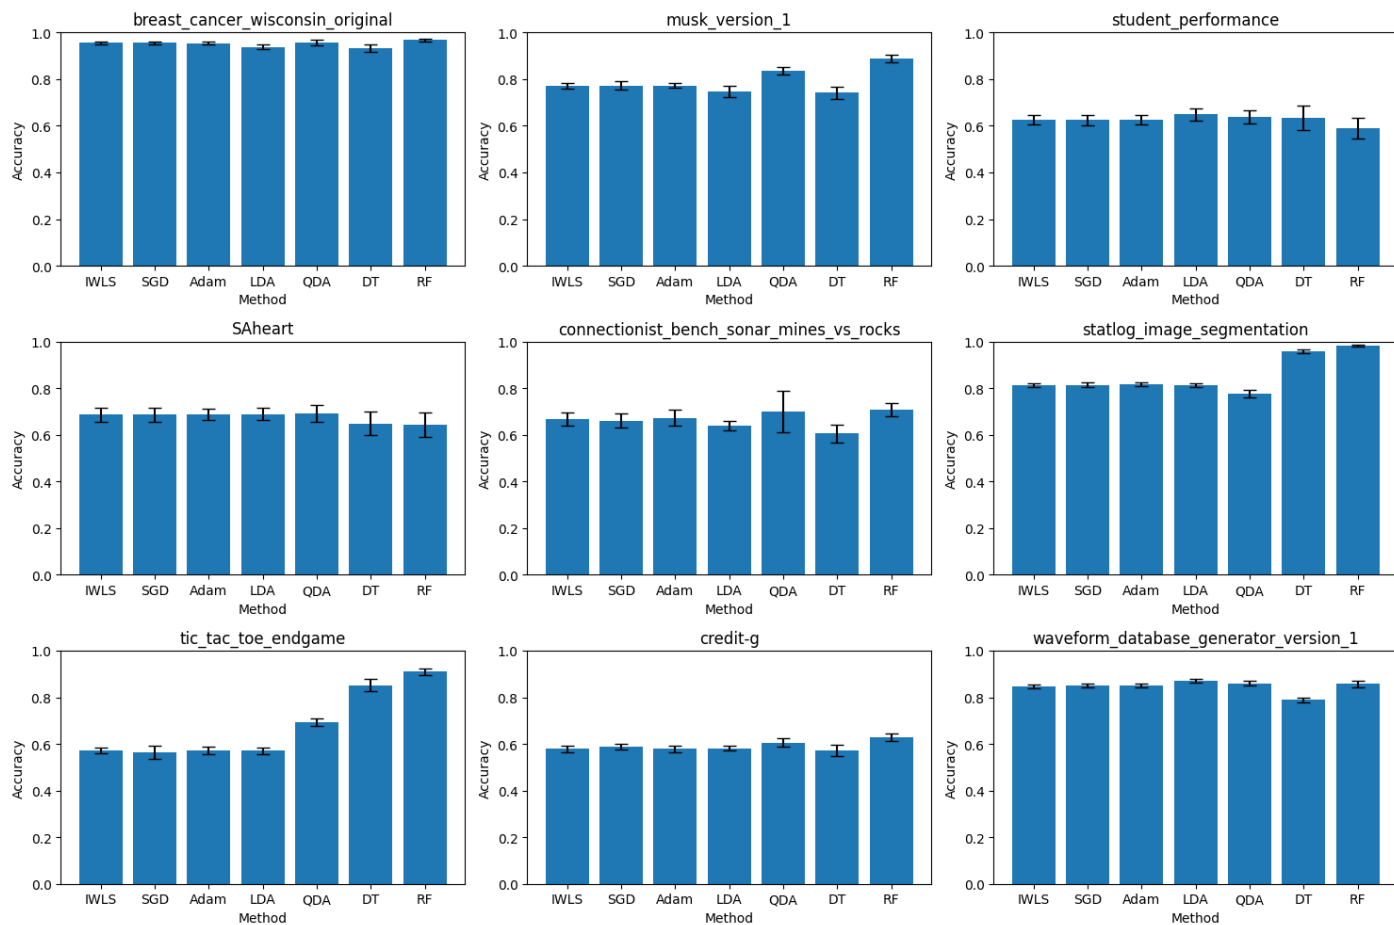 breast_cancer_wisconsin_original
1.0
0.8
0.6
0.4
0.2
0.0
Accuracy
IWLS SGD Adam LDA QDA DT RF
Method
musk_version_1
1.0
0.8
0.6
0.4
0.2
0.0
Accuracy
IWLS SGD Adam LDA QDA DT RF
Method
student_performance
1.0
0.8
0.6
0.4
0.2
0.0
Accuracy
IWLS SGD Adam LDA QDA DT RF
Method
SAheart
1.0
0.8
0.6
0.4
0.2
0.0
Accuracy
IWLS SGD Adam LDA QDA DT RF
Method
connectionist_bench_sonar_mines_vs_rocks
1.0
0.8
0.6
0.4
0.2
0.0
Accuracy
IWLS SGD Adam LDA QDA DT RF
Method
statlog_image_segmentation
1.0
0.8
0.6
0.4
0.2
0.0
Accuracy
IWLS SGD Adam LDA QDA DT RF
Method
tic_tac_toe_endgame
1.0
0.8
0.6
0.4
0.2
0.0
Accuracy
IWLS SGD Adam LDA QDA DT RF
Method
credit-g
1.0
0.8
0.6
0.4
0.2
0.0
Accuracy
IWLS SGD Adam LDA QDA DT RF
Method
waveform_database_generator_version_1
1.0
0.8
0.6
0.4
0.2
0.0
Accuracy
IWLS SGD Adam LDA QDA DT RF
Method